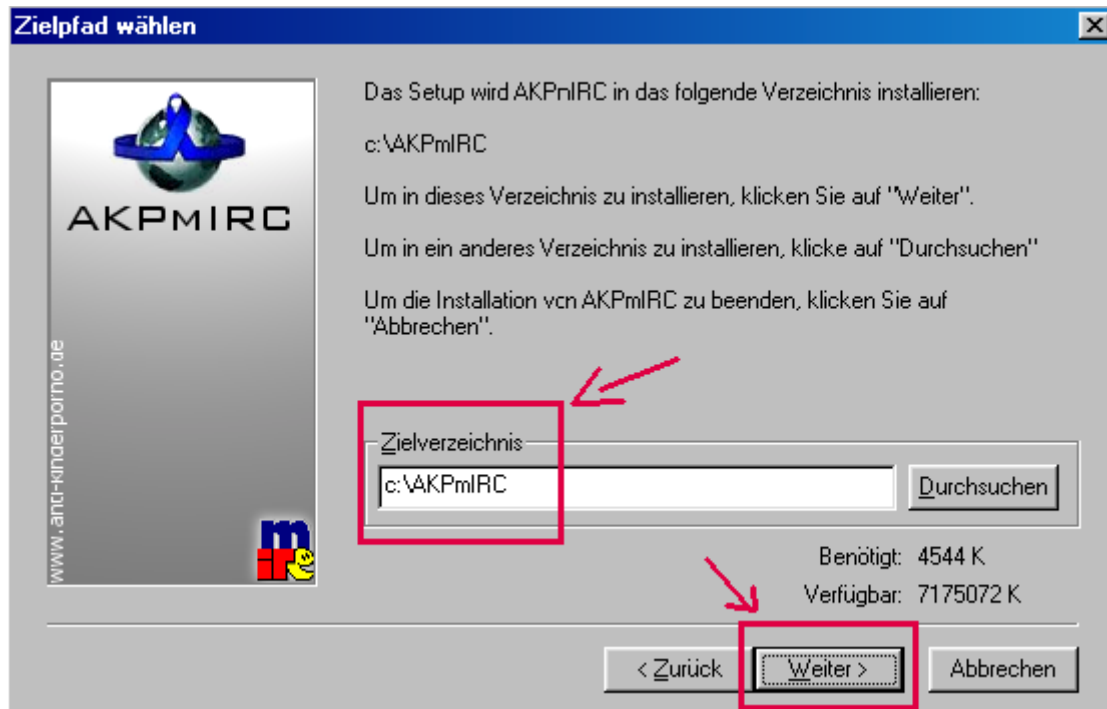 Zielpfad wählen
AKPMIRC
www.anti-kinderporno.de
mirc
Das Setup wird AKPmIRC in das folgende Verzeichnis installieren:
c:\AKPmIRC
Um in dieses Verzeichnis zu installieren, klicken Sie auf "Weiter".
Um in ein anderes Verzeichnis zu installieren, klicke auf "Durchsuchen"
Um die Installation von AKPmIRC zu beenden, klicken Sie auf
"Abbrechen".
Zielverzeichnis
c:\AKPmIRC
Durchsuchen
Benötigt: 4544 K
Verfügbar: 7175072 K
< Zurück
Weiter >
Abbrechen